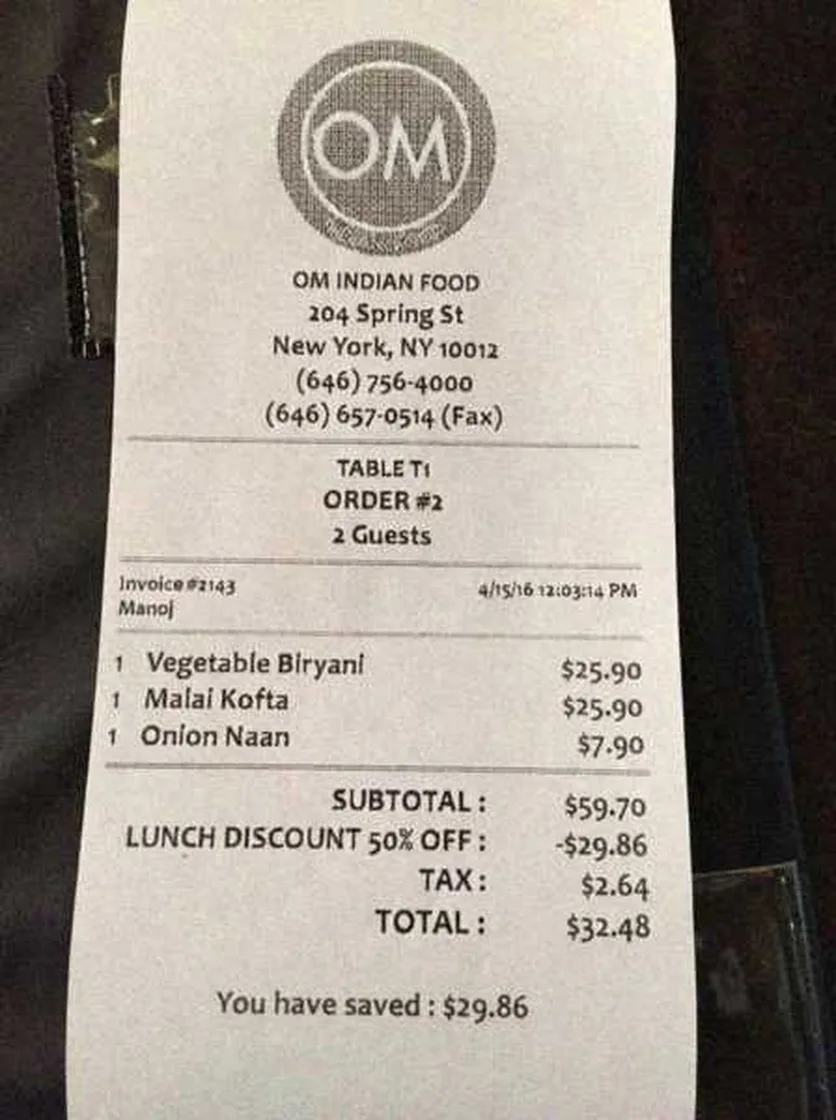 OM
OM INDIAN FOOD
204 Spring St
New York, NY 10012
(646) 756-4000
(646) 657-0514 (Fax)
TABLE T1
ORDER #2
2 Guests
Invoice #2143 4/15/16 12:03:14 PM
Manoj
1 Vegetable Biryani $25.90
1 Malai Kofta $25.90
1 Onion Naan $7.90
SUBTOTAL : $59.70
LUNCH DISCOUNT 50% OFF : -$29.86
TAX : $2.64
TOTAL : $32.48
You have saved : $29.86